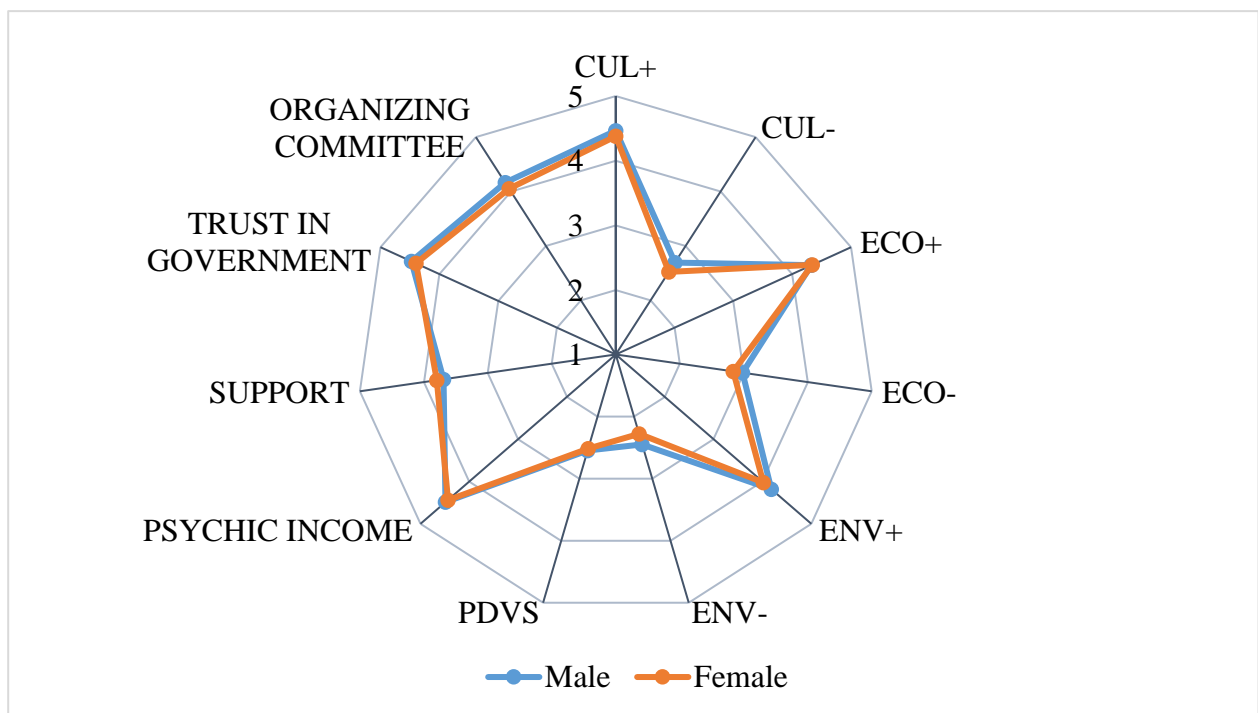 CUL+
5
ORGANIZING
COMMITTEE
CUL-
4
TRUST IN
GOVERNMENT
3
ECO+
2
1
SUPPORT
ECO-
PSYCHIC INCOME
ENV+
PDVS
ENV-
Male
Female